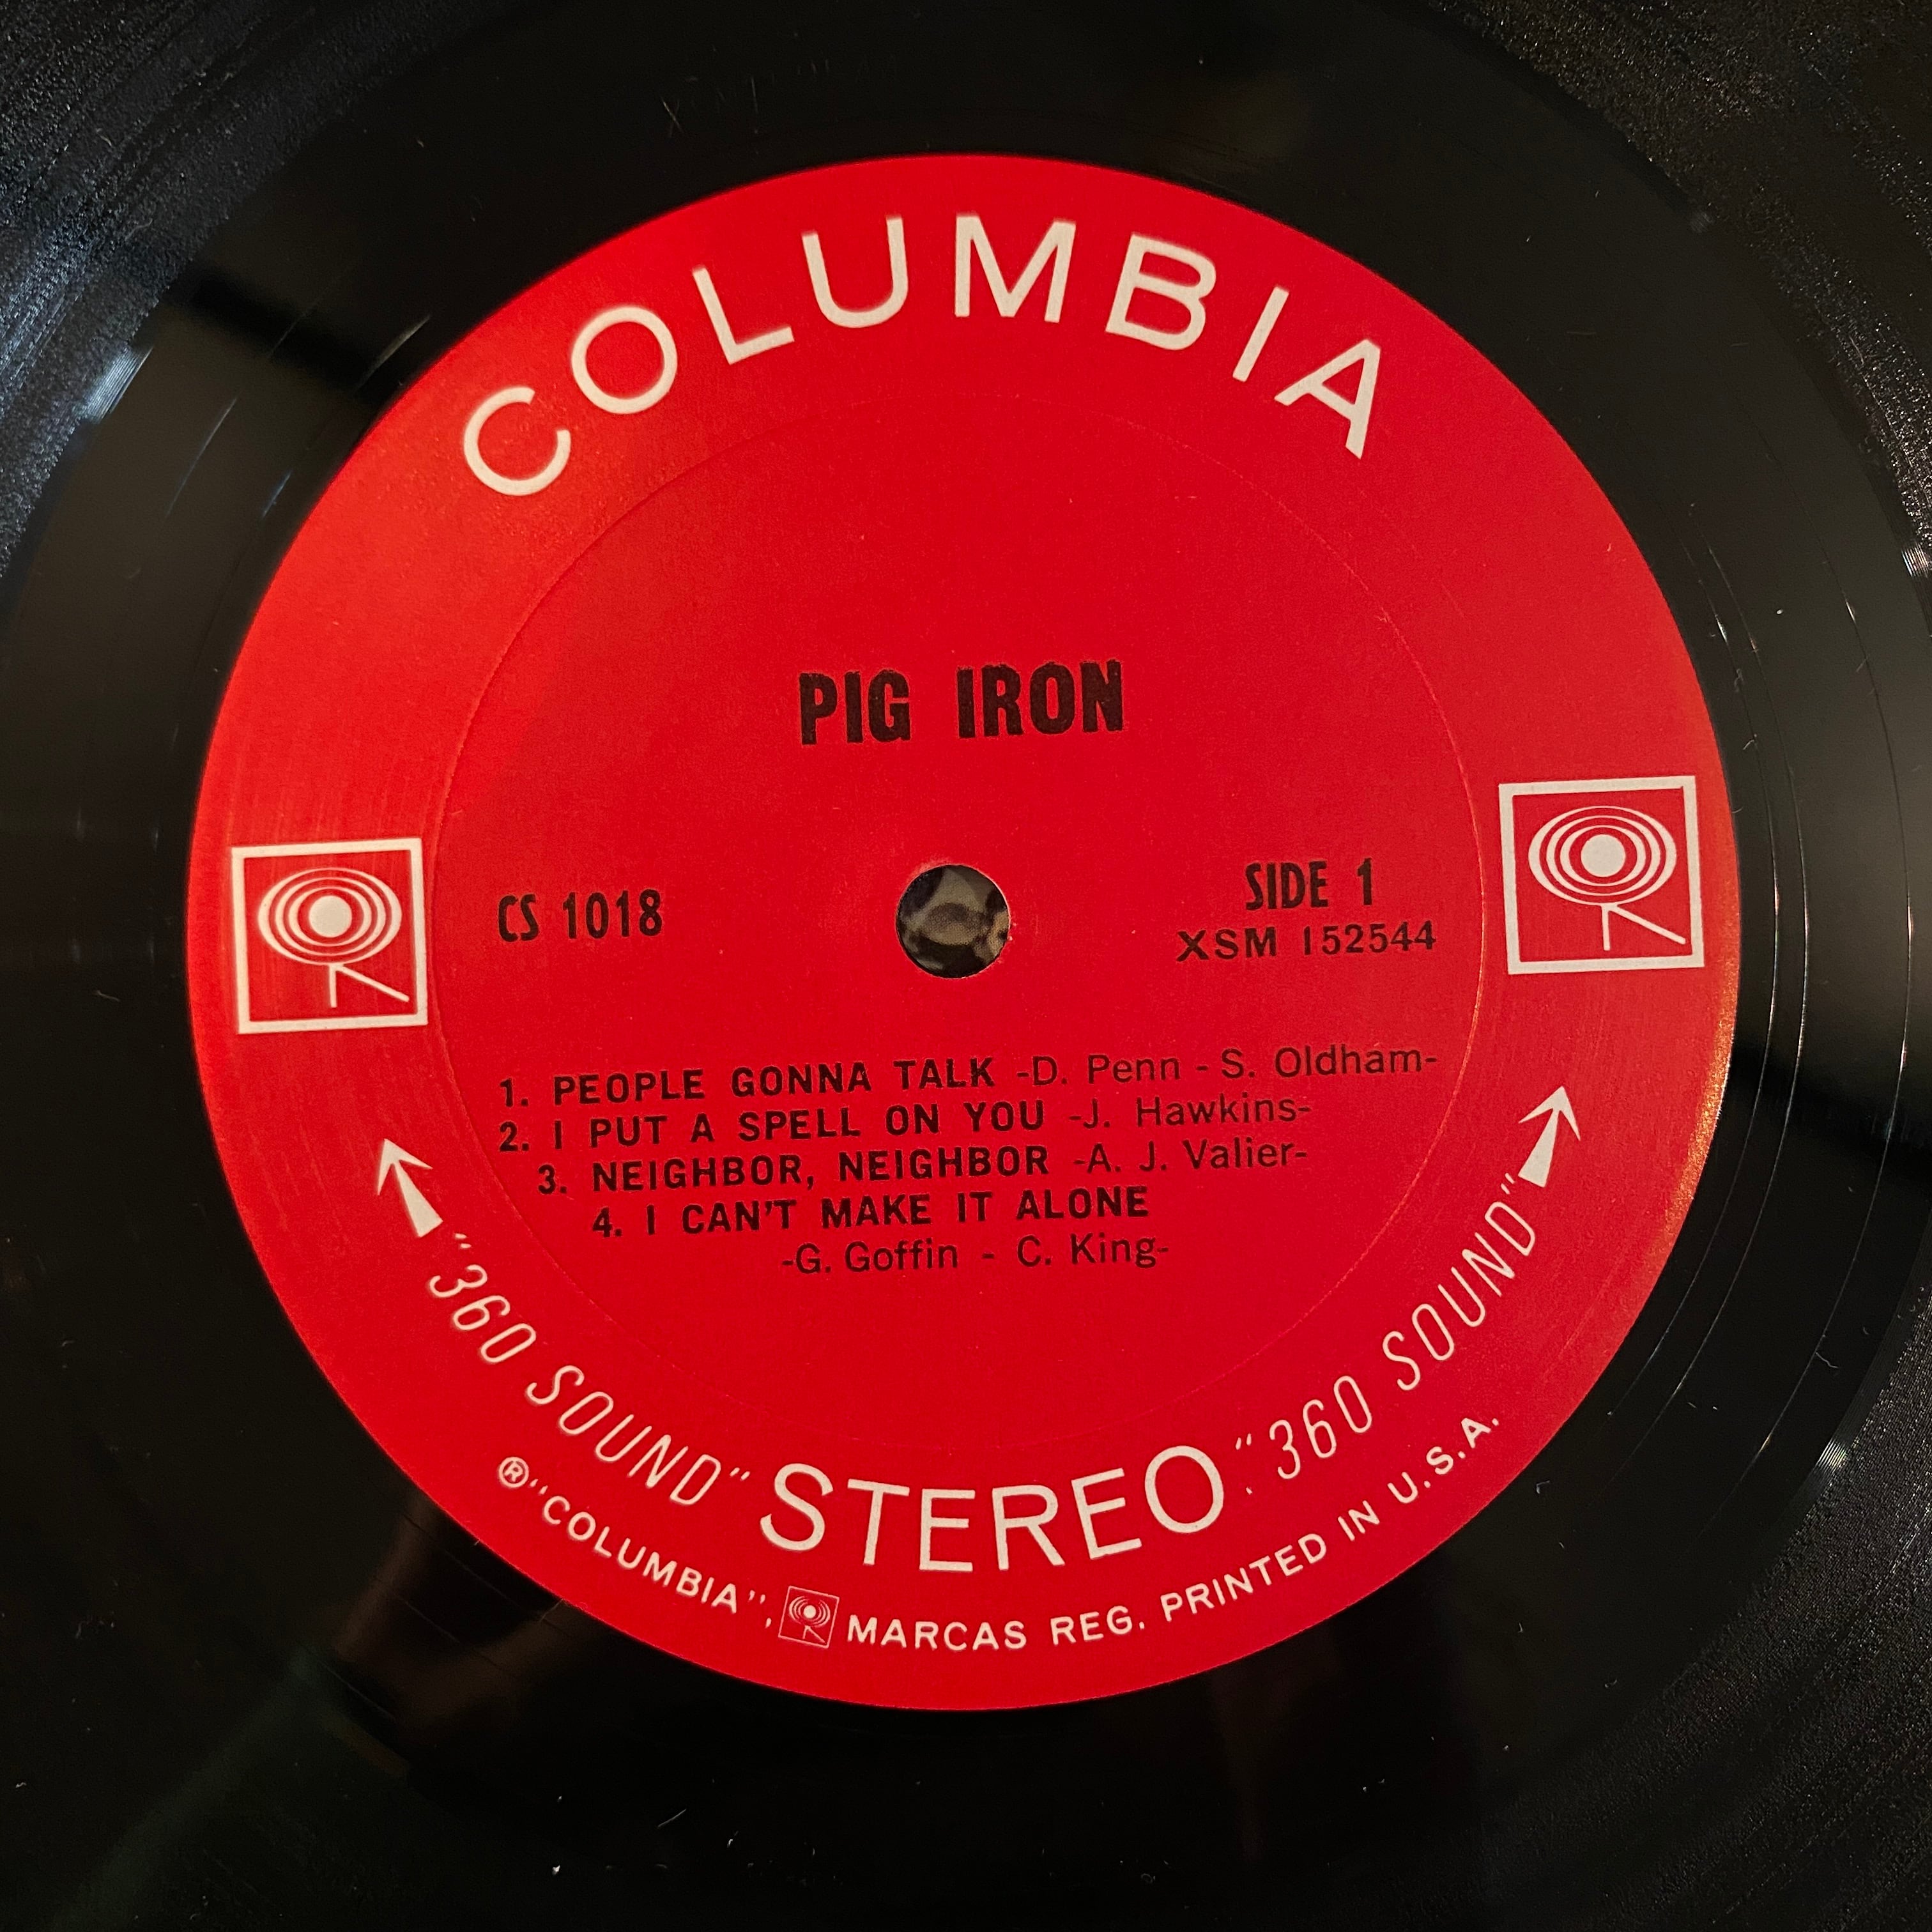 COLUMBIA
PIG IRON
CS 1018
SIDE 1
XSM 152544
1. PEOPLE GONNA TALK -D. Penn - S. Oldham-
2. I PUT A SPELL ON YOU -J. Hawkins-
3. NEIGHBOR, NEIGHBOR -A. J. Valier-
4. I CAN'T MAKE IT ALONE
-G. Goffin - C. King-
"360 SOUND" STEREO "360 SOUND"
®"COLUMBIA", MARCAS REG. PRINTED IN U.S.A.